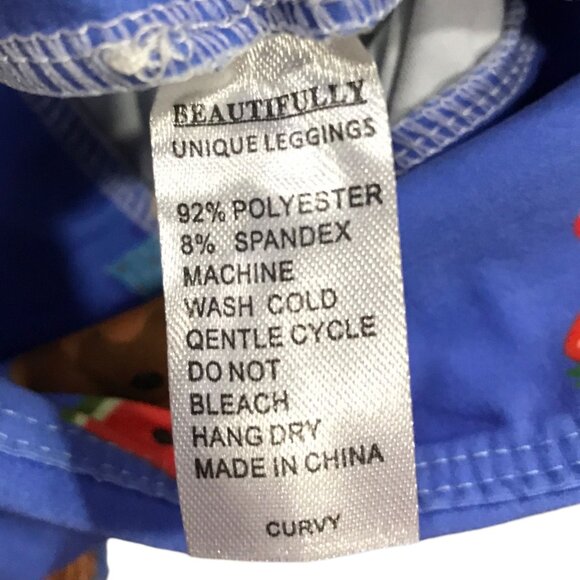 BEAUTIFULLY
UNIQUE LEGGINGS
92% POLYESTER
8% SPANDEX
MACHINE
WASH COLD
QENTLE CYCLE
DO NOT
BLEACH
HANG DRY
MADE IN CHINA
CURVY